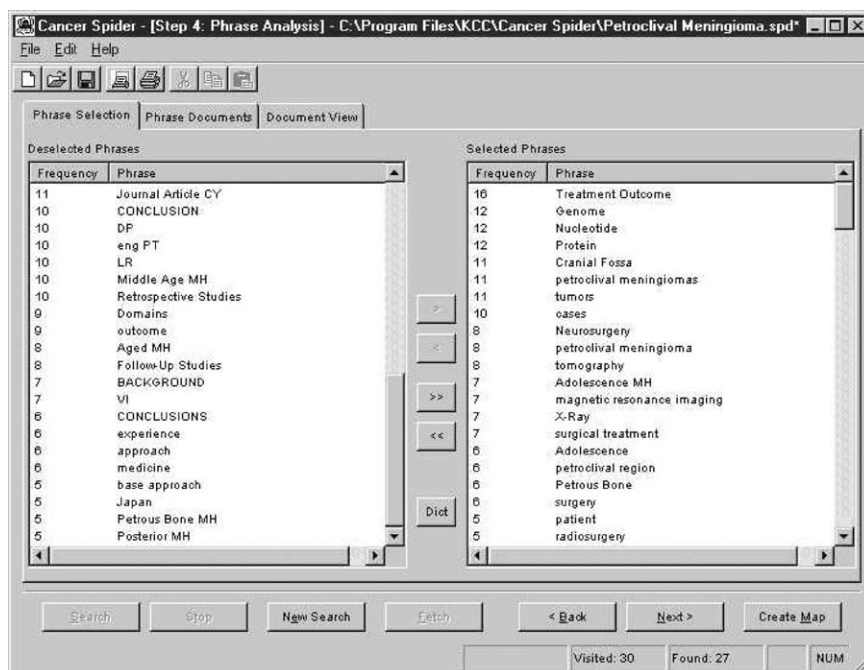 Cancer Spider - [Step 4: Phrase Analysis] - C:\Program Files\KCC\Cancer Spider\Petroclival Meningioma.spd*
File Edit Help
Phrase Selection Phrase Documents Document View
Deselected Phrases
Frequency Phrase
11 Journal Article CY
10 CONCLUSION
10 DP
10 eng PT
10 LR
10 Middle Age MH
10 Retrospective Studies
9 Domains
9 outcome
8 Aged MH
8 Follow-Up Studies
7 BACKGROUND
7 VI
6 CONCLUSIONS
6 experience
6 approach
6 medicine
5 base approach
5 Japan
5 Petrous Bone MH
5 Posterior MH
>
<
>>
<<
Dict
Selected Phrases
Frequency Phrase
16 Treatment Outcome
12 Genome
12 Nucleotide
12 Protein
11 Cranial Fossa
11 petroclival meningiomas
11 tumors
10 cases
8 Neurosurgery
8 petroclival meningioma
8 tomography
7 Adolescence MH
7 magnetic resonance imaging
7 X-Ray
7 surgical treatment
6 Adolescence
6 petroclival region
6 Petrous Bone
6 surgery
5 patient
5 radiosurgery
Search Stop New Search Fetch < Back Next > Create Map
Visited: 30 Found: 27 NUM